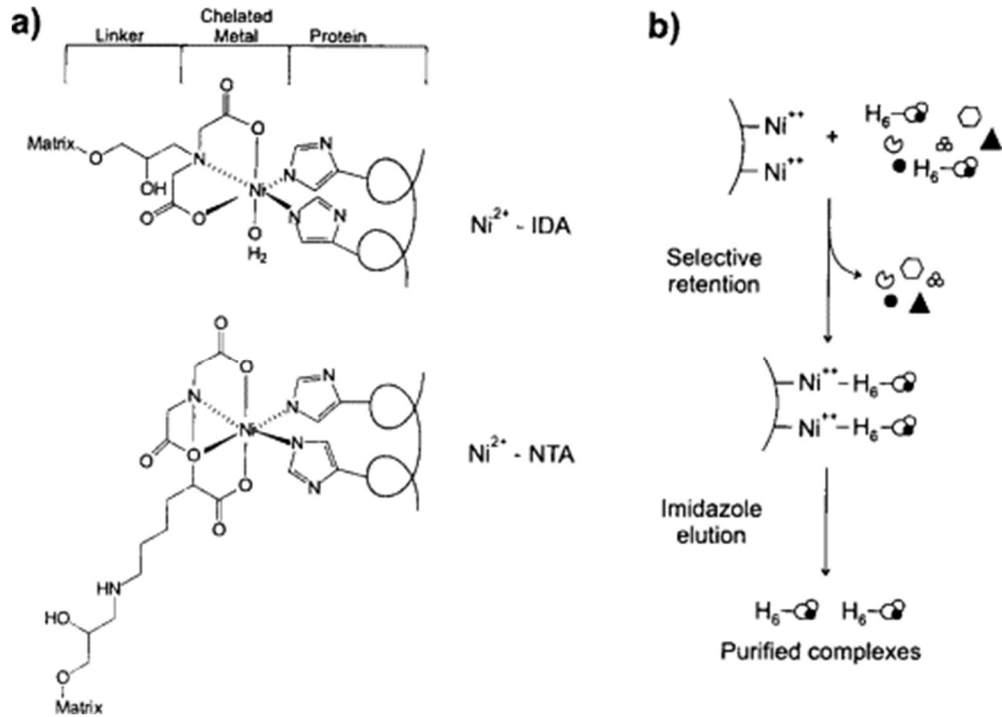 a)
Linker
Chelated
Metal
Protein
O
O
Matrix
O
N
N
N
OH
Ni
O
O
N
N
O
H₂
Ni²⁺ - IDA
O
O
N
N
N
Ni
O
O
N
N
O
O
HN
HO
O
Matrix
Ni²⁺ - NTA
b)
Ni⁺⁺
Ni⁺⁺
+
H₆
H₆
Selective
retention
Ni⁺⁺ H₆
Ni⁺⁺ H₆
Imidazole
elution
H₆ H₆
Purified complexes